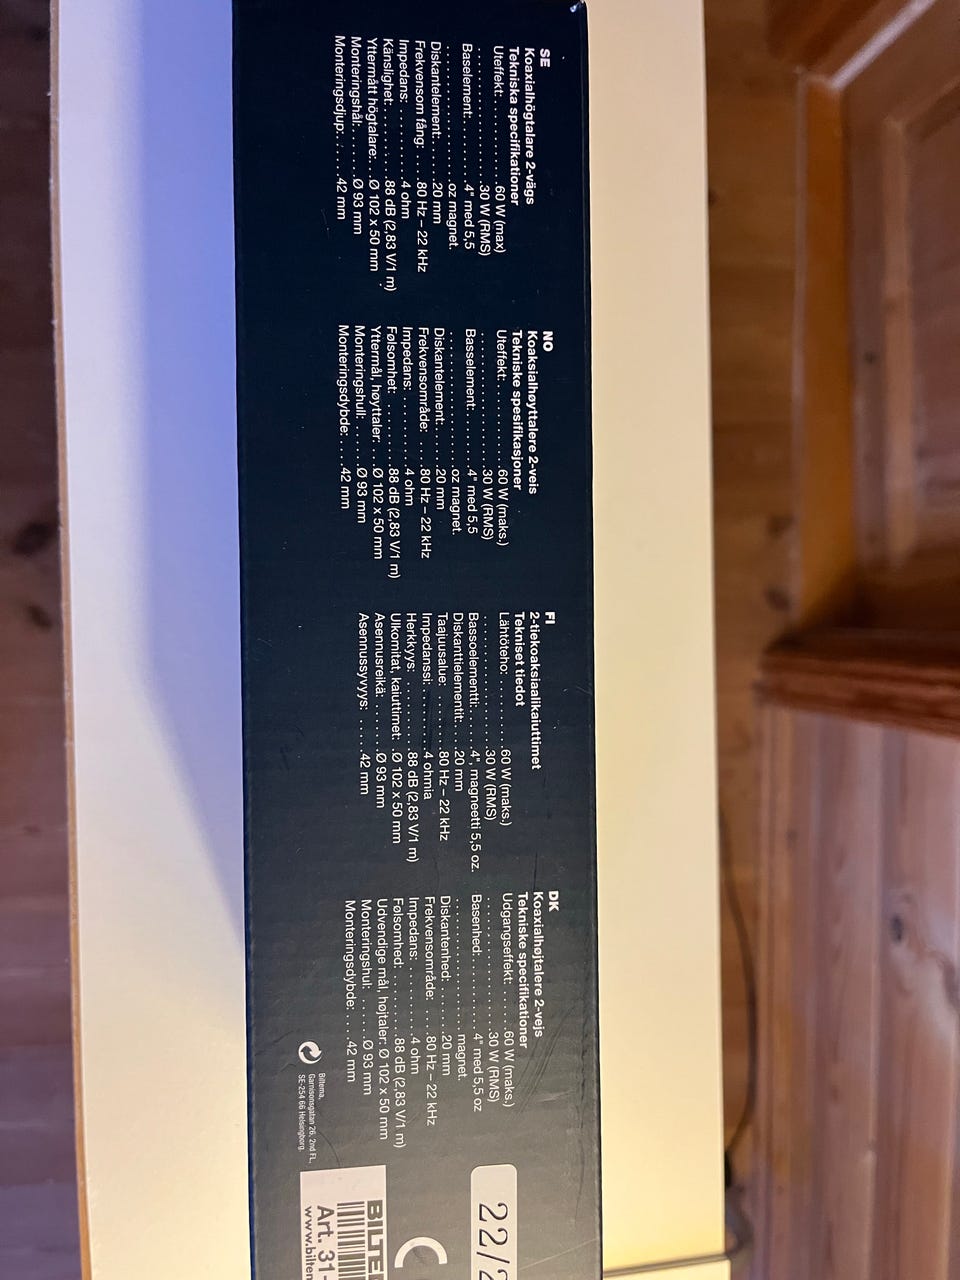 SE
Koaxialhögtalare 2-vägs
Tekniska specifikationer
Uteffekt:. . . . . . . . . . . . .60 W (max)
. . . . . . . . . . . . . . . . . . .30 W (RMS)
Baselement: . . . . . . . .4" med 5,5
. . . . . . . . . . . . . . . . . . .oz magnet.
Diskantelement:. . . . . .20 mm
Frekvensomfång: . . . .80 Hz – 22 kHz
Impedans: . . . . . . . . . .4 ohm
Känslighet:. . . . . . . . . .88 dB (2,83 V/1 m)
Yttermått högtalare:. . .Ø 102 x 50 mm
Monteringshål:. . . . . . .Ø 93 mm
Monteringsdjup: . . . . .42 mm
NO
Koaksialhøyttalere 2-veis
Tekniske spesifikasjoner
Uteffekt:. . . . . . . . . . . . .60 W (maks.)
. . . . . . . . . . . . . . . . . . .30 W (RMS)
Basselement: . . . . . . . .4" med 5,5
. . . . . . . . . . . . . . . . . . .oz magnet.
Diskantelement:. . . . . .20 mm
Frekvensområde: . . . .80 Hz – 22 kHz
Impedans: . . . . . . . . . .4 ohm
Følsomhet: . . . . . . . . .88 dB (2,83 V/1 m)
Yttermål, høyttaler: . . .Ø 102 x 50 mm
Monteringshull: . . . . . .Ø 93 mm
Monteringsdybde: . . . .42 mm
FI
2-tiekoaksiaalikaiuttimet
Tekniset tiedot
Lähtöteho: . . . . . . . . .60 W (maks.)
. . . . . . . . . . . . . . . . . . .30 W (RMS)
Bassoelementti: . . . . .4", magneetti 5,5 oz.
Diskanttielementit:. . . .20 mm
Taajuusalue: . . . . . . . .80 Hz – 22 kHz
Impedanssi: . . . . . . . . .4 ohmia
Herkkyys: . . . . . . . . . .88 dB (2,83 V/1 m)
Ulkomitat, kaiuttimet: .Ø 102 x 50 mm
Asennusreikä: . . . . . . .Ø 93 mm
Asennussyvyys: . . . . .42 mm
DK
Koaxialhøjtalere 2-vejs
Tekniske specifikationer
Udgangseffekt: . . . . . .60 W (maks.)
. . . . . . . . . . . . . . . . . . .30 W (RMS)
Basenhed: . . . . . . . . . .4" med 5,5 oz
. . . . . . . . . . . . . . . . . . .magnet.
Diskantenhed: . . . . . . .20 mm
Frekvensområde: . . . .80 Hz – 22 kHz
Impedans: . . . . . . . . . .4 ohm
Følsomhed: . . . . . . . . .88 dB (2,83 V/1 m)
Udvendige mål, højtaler: Ø 102 x 50 mm
Monteringshul: . . . . . . .Ø 93 mm
Monteringsdybde: . . . .42 mm
Biltema,
Garnisonsgatan 26, 2nd FL,
SE-254 66 Helsingborg.
22/2
CE
BILTE
Art. 31-
www.bilten